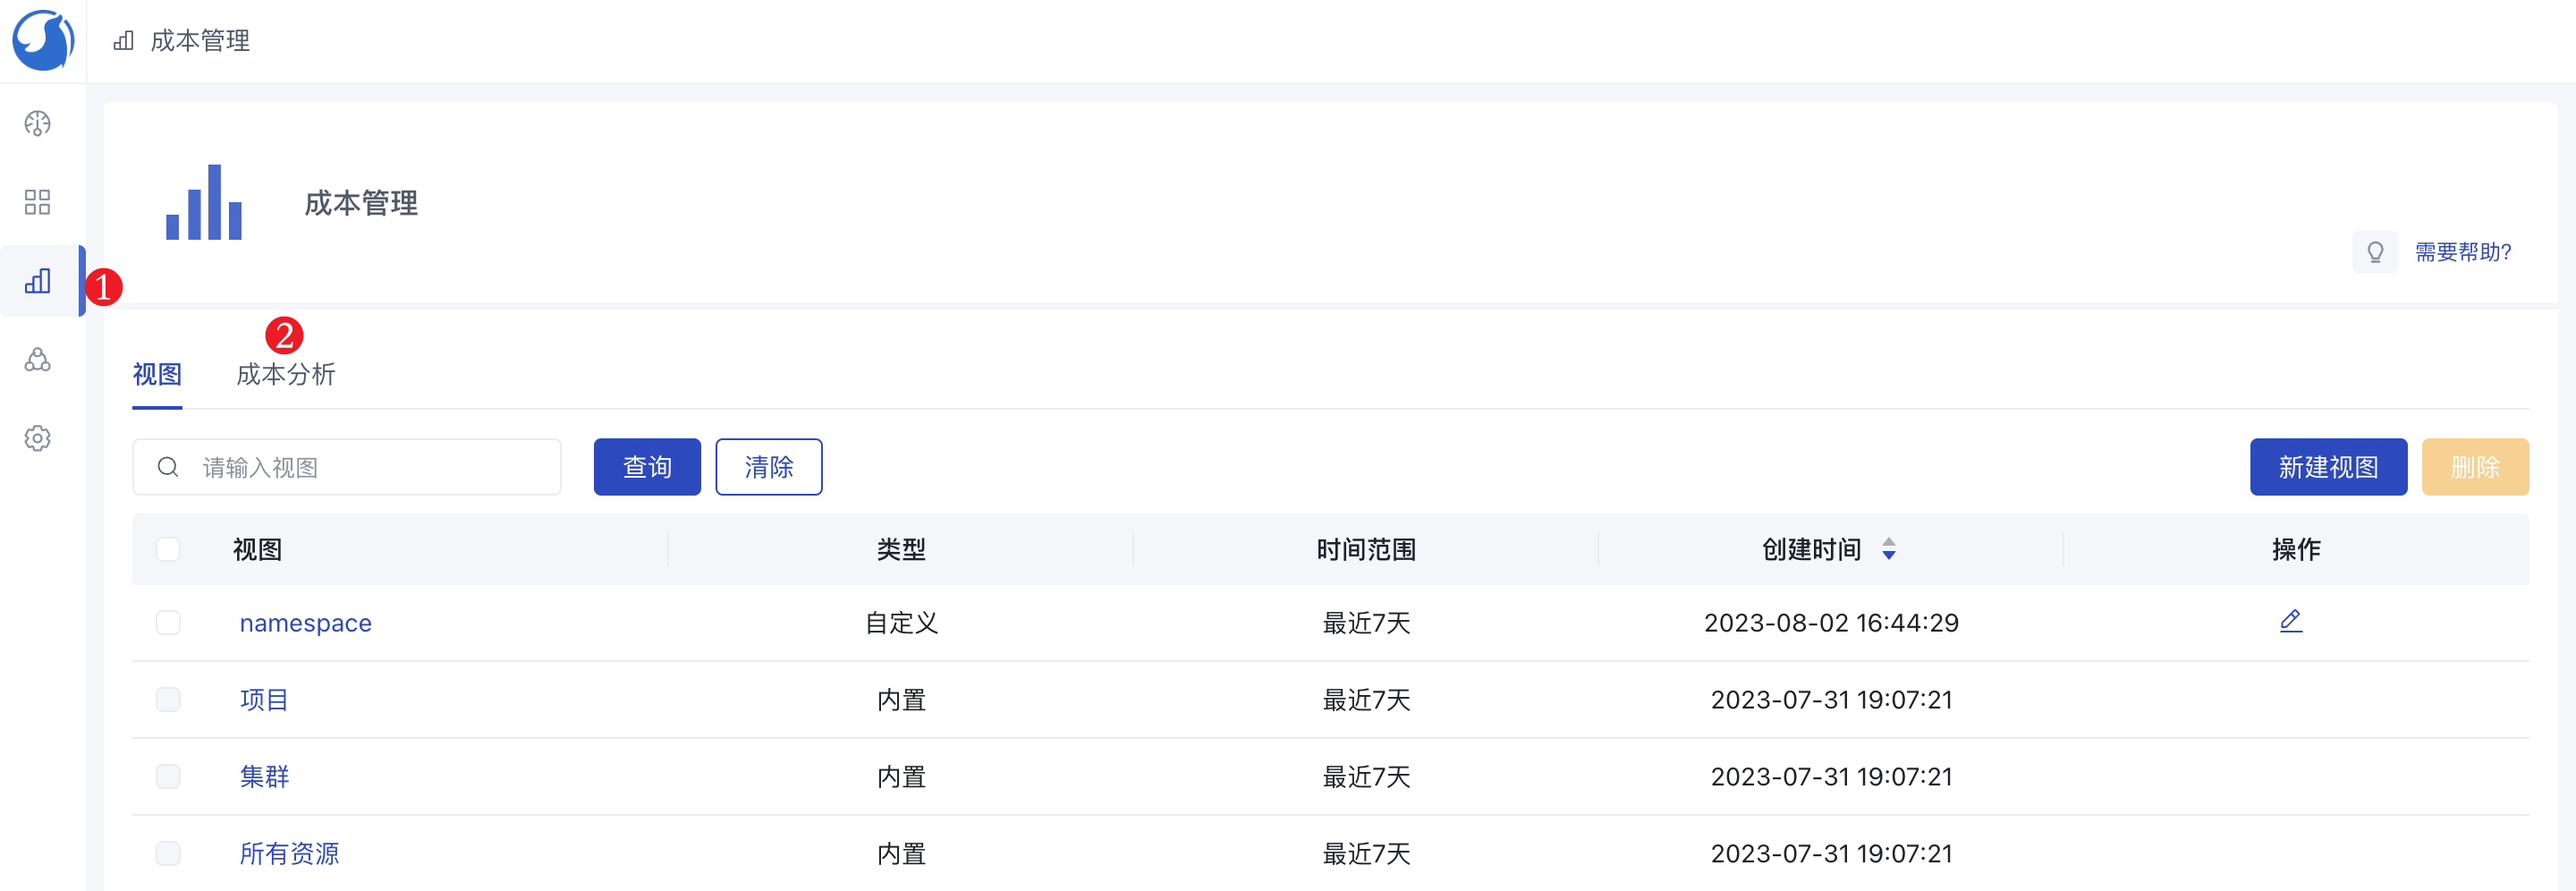 成本管理
成本管理
需要帮助?
1
2
视图 成本分析
请输入视图 查询 清除 新建视图 删除
视图 类型 时间范围 创建时间 操作
namespace 自定义 最近7天 2023-08-02 16:44:29
项目 内置 最近7天 2023-07-31 19:07:21
集群 内置 最近7天 2023-07-31 19:07:21
所有资源 内置 最近7天 2023-07-31 19:07:21